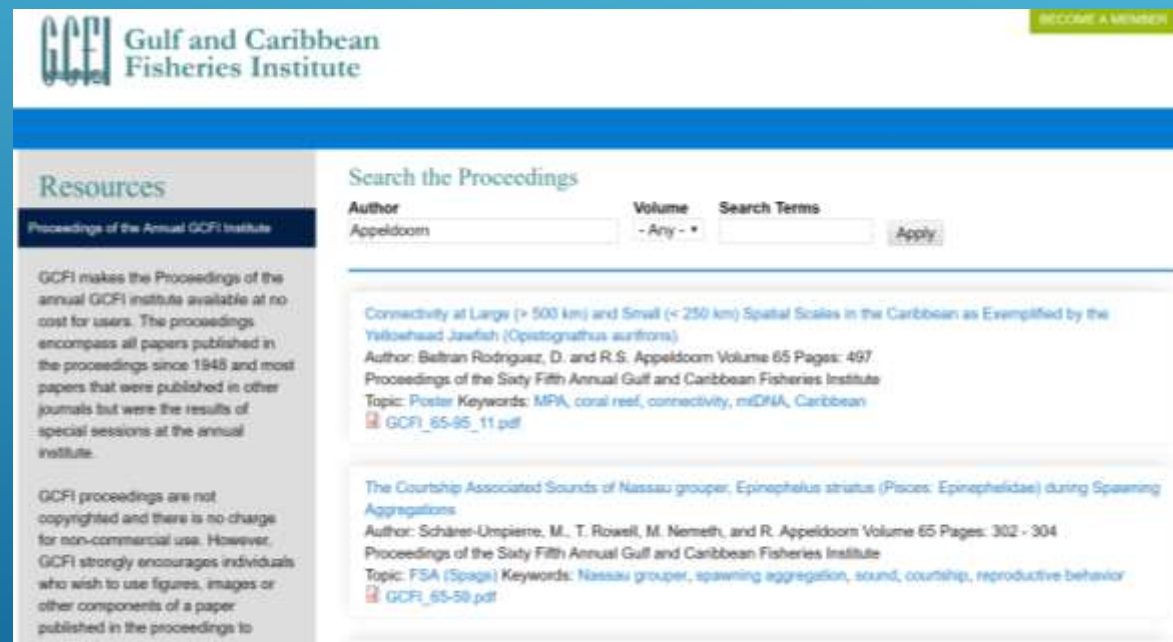 GCFI
Gulf and Caribbean
Fisheries Institute
BECOME A MEMBER
Resources
Proceedings of the Annual GCFI Institute
GCFI makes the Proceedings of the
annual GCFI institute available at no
cost for users. The proceedings
encompass all papers published in
the proceedings since 1948 and most
papers that were published in other
journals but were the results of
special sessions at the annual
institute.
GCFI proceedings are not
copyrighted and there is no charge
for non-commercial use. However,
GCFI strongly encourages individuals
who wish to use figures, images or
other components of a paper
published in the proceedings to
Search the Proceedings
Author Volume Search Terms
Appeldoorn - Any - Apply
Connectivity at Large (> 500 km) and Small (< 250 km) Spatial Scales in the Caribbean as Exemplified by the
Yellowhead Jawfish (Opistognathus aurifrons)
Author: Beltran Rodriguez, D. and R.S. Appeldoorn Volume 65 Pages: 497
Proceedings of the Sixty Fifth Annual Gulf and Caribbean Fisheries Institute
Topic: Poster Keywords: MPA, coral reef, connectivity, mtDNA, Caribbean
GCFI_65-95_11.pdf
The Courtship Associated Sounds of Nassau grouper, Epinephelus striatus (Pisces: Epinephelidae) during Spawning
Aggregations
Author: Schärer-Umpierre, M., T. Rowell, M. Nemeth, and R. Appeldoorn Volume 65 Pages: 302 - 304
Proceedings of the Sixty Fifth Annual Gulf and Caribbean Fisheries Institute
Topic: FSA (Spags) Keywords: Nassau grouper, spawning aggregation, sound, courtship, reproductive behavior
GCFI_65-59.pdf